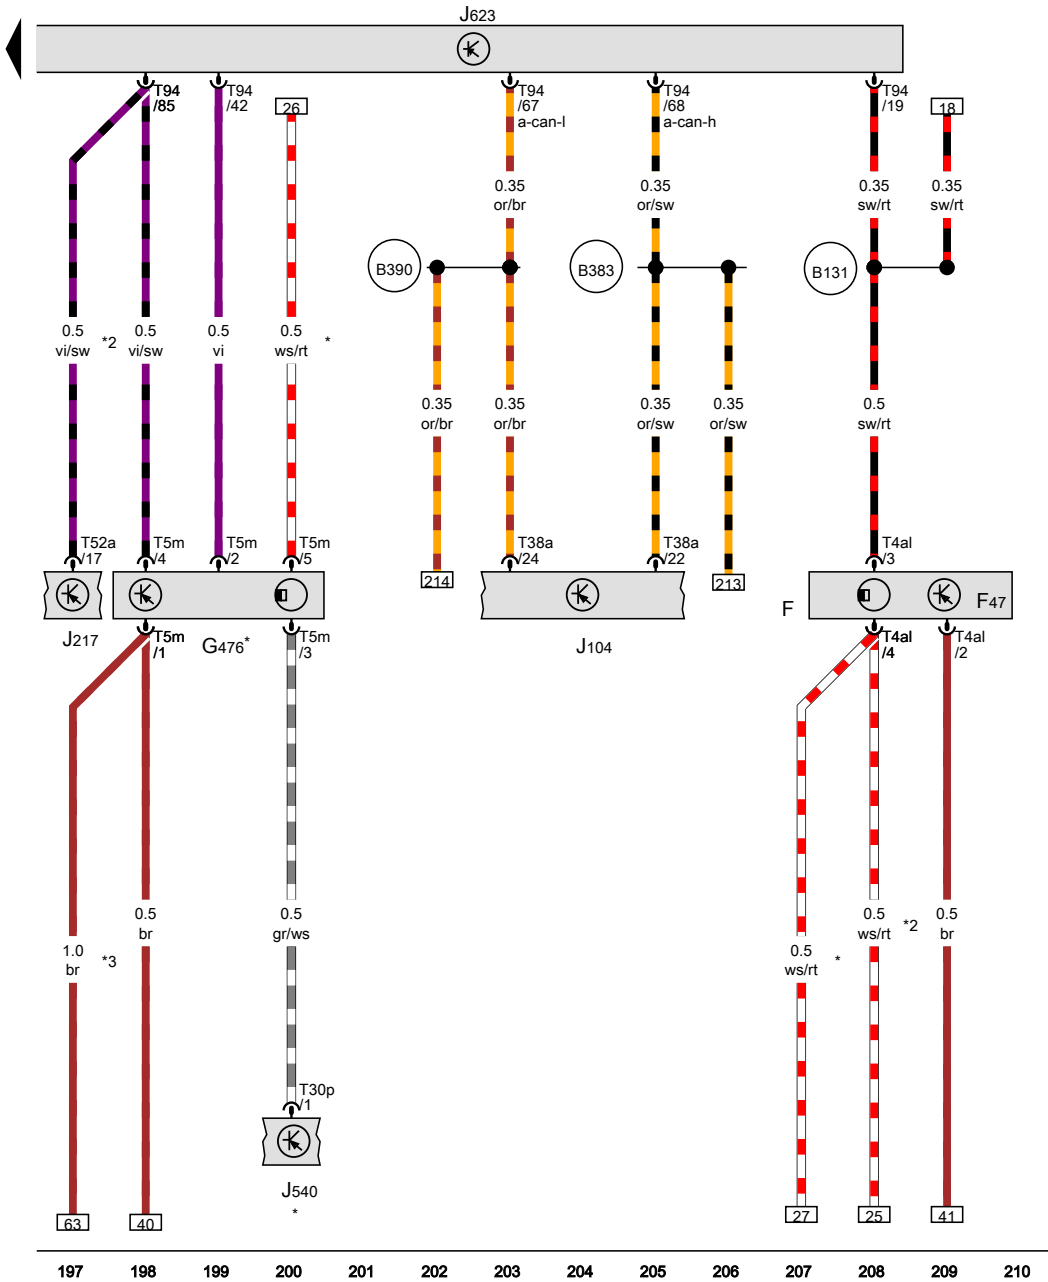 J623
T94
/85
T94
/42
26
T94
/67
a-can-l
T94
/68
a-can-h
T94
/19
18
0.35
or/br
0.35
or/sw
0.35
sw/rt
0.35
sw/rt
B390
B383
B131
0.5
vi/sw
*2
0.5
vi/sw
0.5
vi
0.5
ws/rt
*
0.35
or/br
0.35
or/br
0.35
or/sw
0.35
or/sw
0.5
sw/rt
T52a
/17
T5m
/4
T5m
/2
T5m
/5
T38a
/24
T38a
/22
T4al
/3
214
213
J217
G476*
J104
F
F47
T5m
/1
T5m
/3
T4al
/4
T4al
/2
1.0
br
*3
0.5
br
0.5
gr/ws
0.5
ws/rt
*
0.5
ws/rt
*2
0.5
br
T30p
/1
J540
*
63
40
27
25
41
197 198 199 200 201 202 203 204 205 206 207 208 209 210